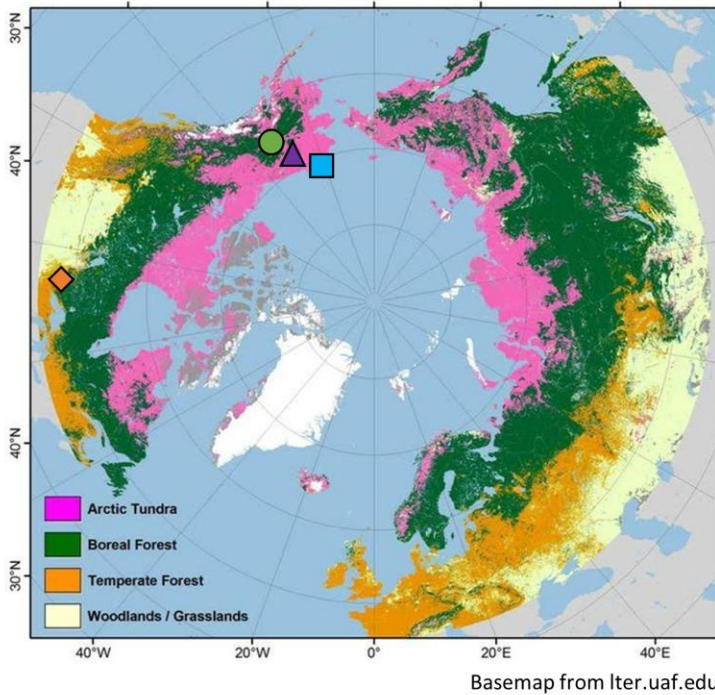 30°N
40°N
40°N
30°N
Arctic Tundra
Boreal Forest
Temperate Forest
Woodlands / Grasslands
40°W
20°W
0°
20°E
40°E
Basemap from lter.uaf.edu